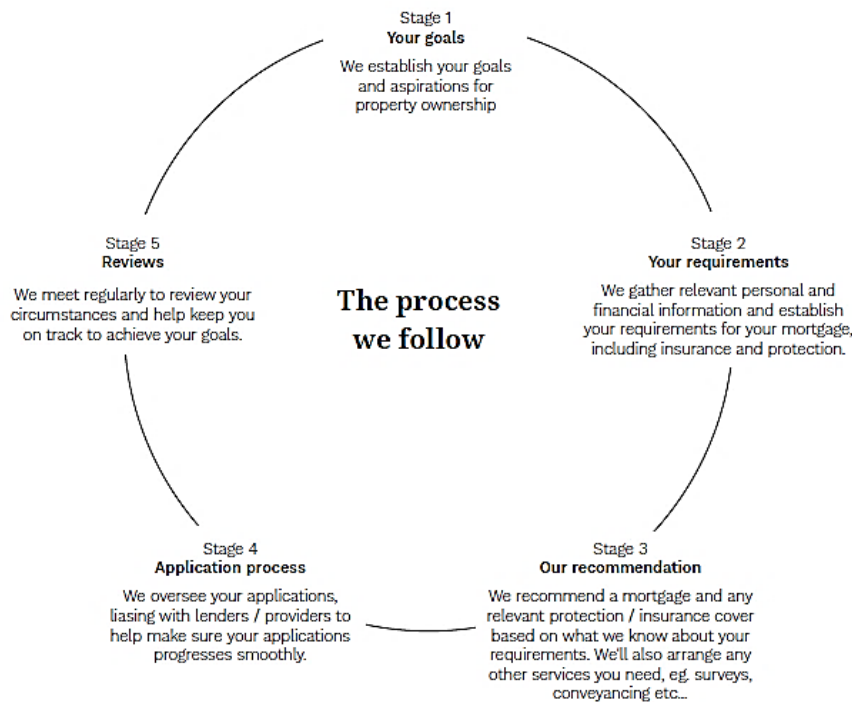 Stage 1
Your goals
We establish your goals
and aspirations for
property ownership
Stage 2
Your requirements
We gather relevant personal and
financial information and establish
your requirements for your mortgage,
including insurance and protection.
Stage 3
Our recommendation
We recommend a mortgage and any
relevant protection / insurance cover
based on what we know about your
requirements. We'll also arrange any
other services you need, eg. surveys,
conveyancing etc...
Stage 4
Application process
We oversee your applications,
liasing with lenders / providers to
help make sure your applications
progresses smoothly.
Stage 5
Reviews
We meet regularly to review your
circumstances and help keep you
on track to achieve your goals.
The process
we follow